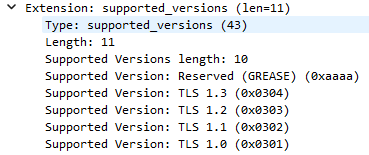 Extension: supported_versions (len=11)
Type: supported_versions (43)
Length: 11
Supported Versions length: 10
Supported Version: Reserved (GREASE) (0xaaaa)
Supported Version: TLS 1.3 (0x0304)
Supported Version: TLS 1.2 (0x0303)
Supported Version: TLS 1.1 (0x0302)
Supported Version: TLS 1.0 (0x0301)